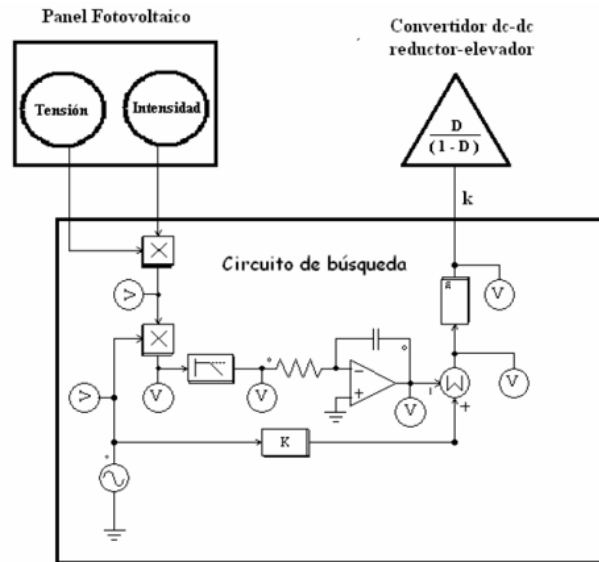 Panel Fotovoltaico
Convertidor dc-dc
reductor-elevador
Tensión
Intensidad
D
(1 - D)
k
Circuito de búsqueda
V
V
V
V
V
V
V
K